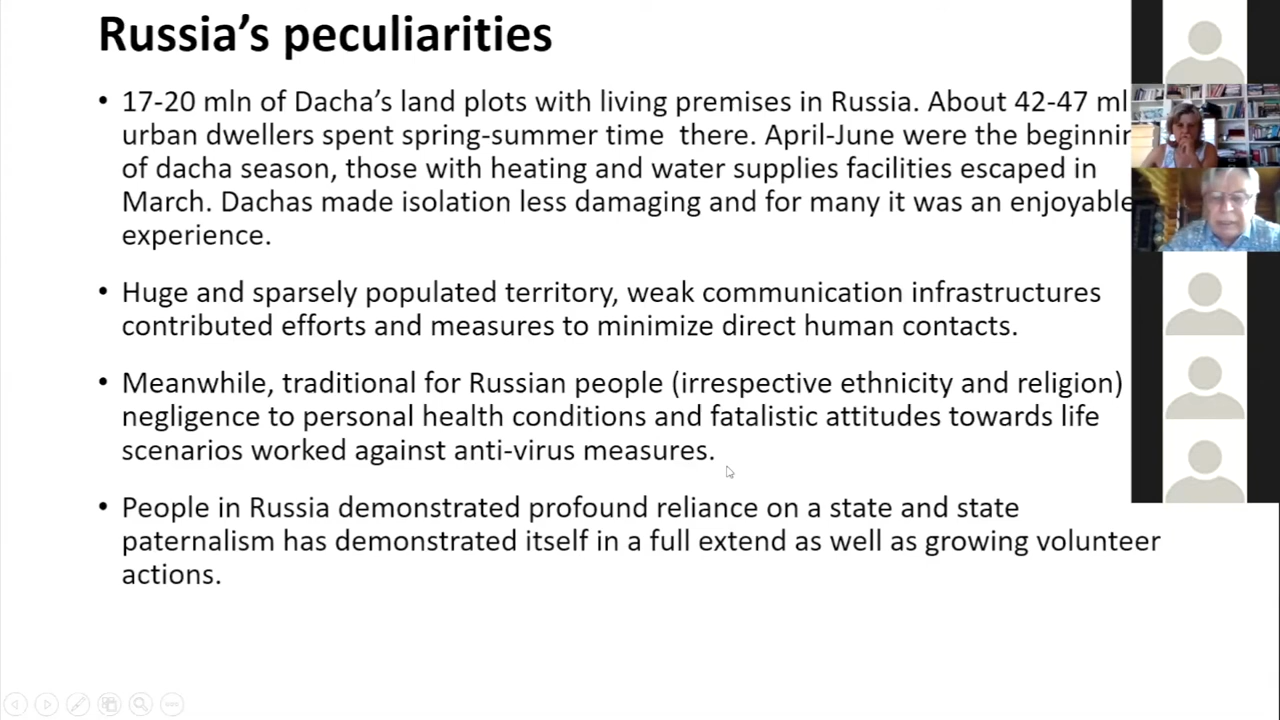 Russia's peculiarities
• 17-20 mln of Dacha's land plots with living premises in Russia. About 42-47 ml
urban dwellers spent spring-summer time there. April-June were the beginnin
of dacha season, those with heating and water supplies facilities escaped in
March. Dachas made isolation less damaging and for many it was an enjoyable
experience.
• Huge and sparsely populated territory, weak communication infrastructures
contributed efforts and measures to minimize direct human contacts.
• Meanwhile, traditional for Russian people (irrespective ethnicity and religion)
negligence to personal health conditions and fatalistic attitudes towards life
scenarios worked against anti-virus measures.
• People in Russia demonstrated profound reliance on a state and state
paternalism has demonstrated itself in a full extend as well as growing volunteer
actions.